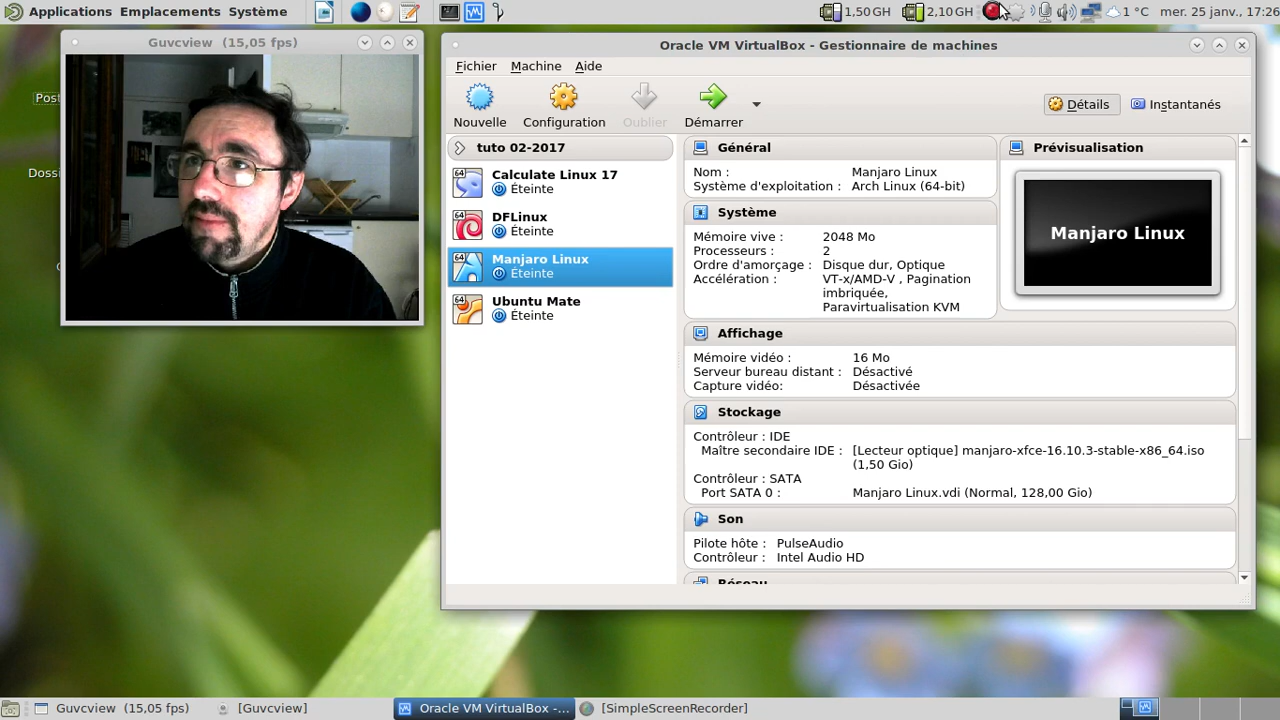 Applications Emplacements Système
1,50 GH 2,10 GH 1 °C mer. 25 janv., 17:26
Guvcview (15,05 fps)
Oracle VM VirtualBox - Gestionnaire de machines
Fichier Machine Aide
Nouvelle Configuration Oublier Démarrer
Détails Instantanés
tuto 02-2017
64 Calculate Linux 17
Éteinte
64 DFLinux
Éteinte
64 Manjaro Linux
Éteinte
64 Ubuntu Mate
Éteinte
Général
Nom : Manjaro Linux
Système d'exploitation : Arch Linux (64-bit)
Système
Mémoire vive : 2048 Mo
Processeurs : 2
Ordre d'amorçage : Disque dur, Optique
Accélération : VT-x/AMD-V , Pagination
imbriquée,
Paravirtualisation KVM
Prévisualisation
Manjaro Linux
Affichage
Mémoire vidéo : 16 Mo
Serveur bureau distant : Désactivé
Capture vidéo: Désactivée
Stockage
Contrôleur : IDE
Maître secondaire IDE : [Lecteur optique] manjaro-xfce-16.10.3-stable-x86_64.iso
(1,50 Gio)
Contrôleur : SATA
Port SATA 0 : Manjaro Linux.vdi (Normal, 128,00 Gio)
Son
Pilote hôte : PulseAudio
Contrôleur : Intel Audio HD
Réseau
Post
Doss
Guvcview (15,05 fps) [Guvcview] Oracle VM VirtualBox -... [SimpleScreenRecorder]